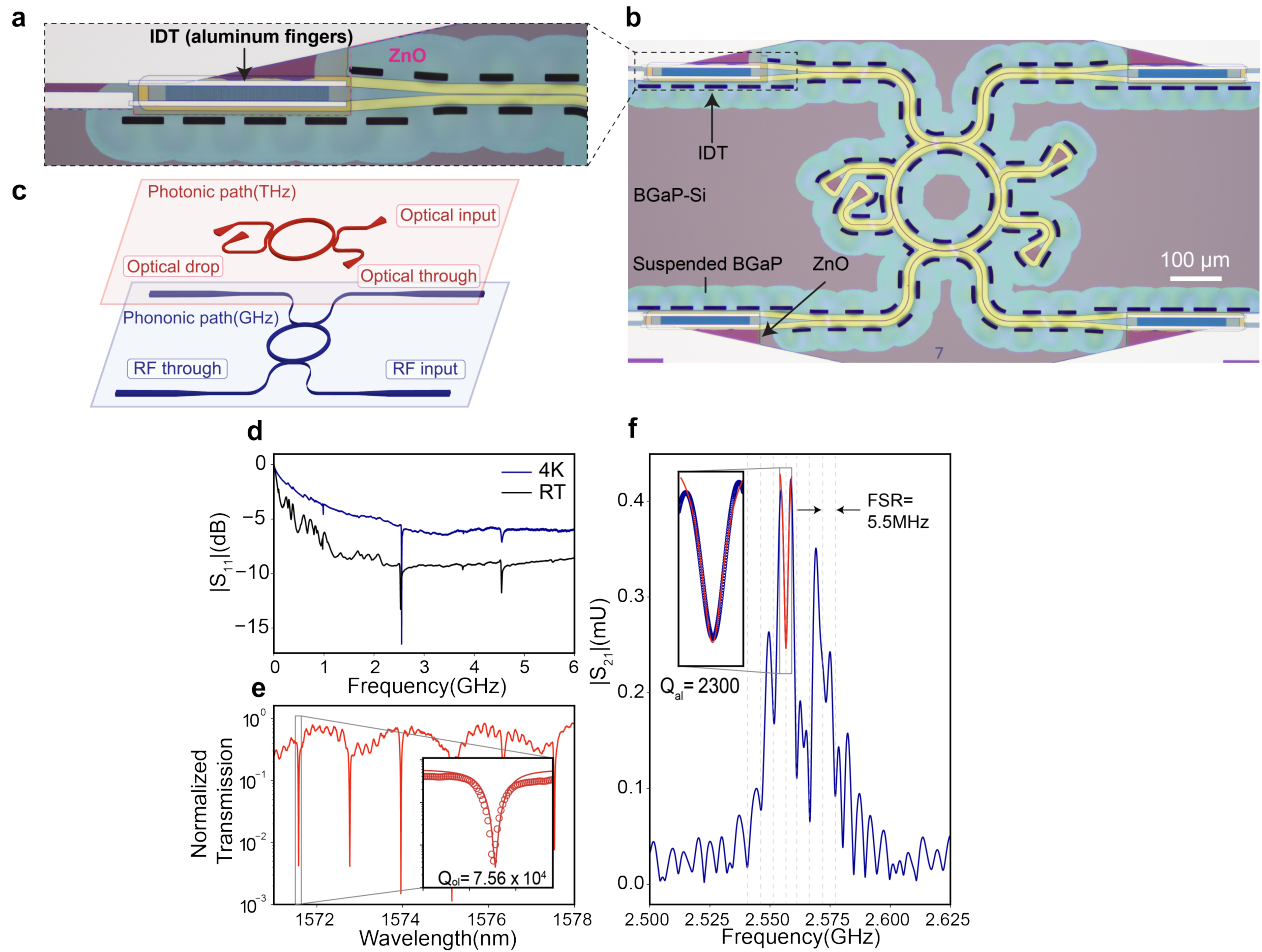 a
IDT (aluminum fingers)
ZnO
b
IDT
BGaP-Si
Suspended BGaP
ZnO
100 µm
7
c
Photonic path(THz)
Optical input
Optical drop
Optical through
Phononic path(GHz)
RF through
RF input
d
0
−5
−10
−15
|S11|(dB)
4K
RT
0 1 2 3 4 5 6
Frequency(GHz)
e
10⁰
10⁻¹
10⁻²
10⁻³
Normalized
Transmission
Qol= 7.56 x 10⁴
1572 1574 1576 1578
Wavelength(nm)
f
0.4
0.3
0.2
0.1
0.0
|S21|(mU)
FSR=
5.5MHz
Qal= 2300
2.500 2.525 2.550 2.575 2.600 2.625
Frequency(GHz)